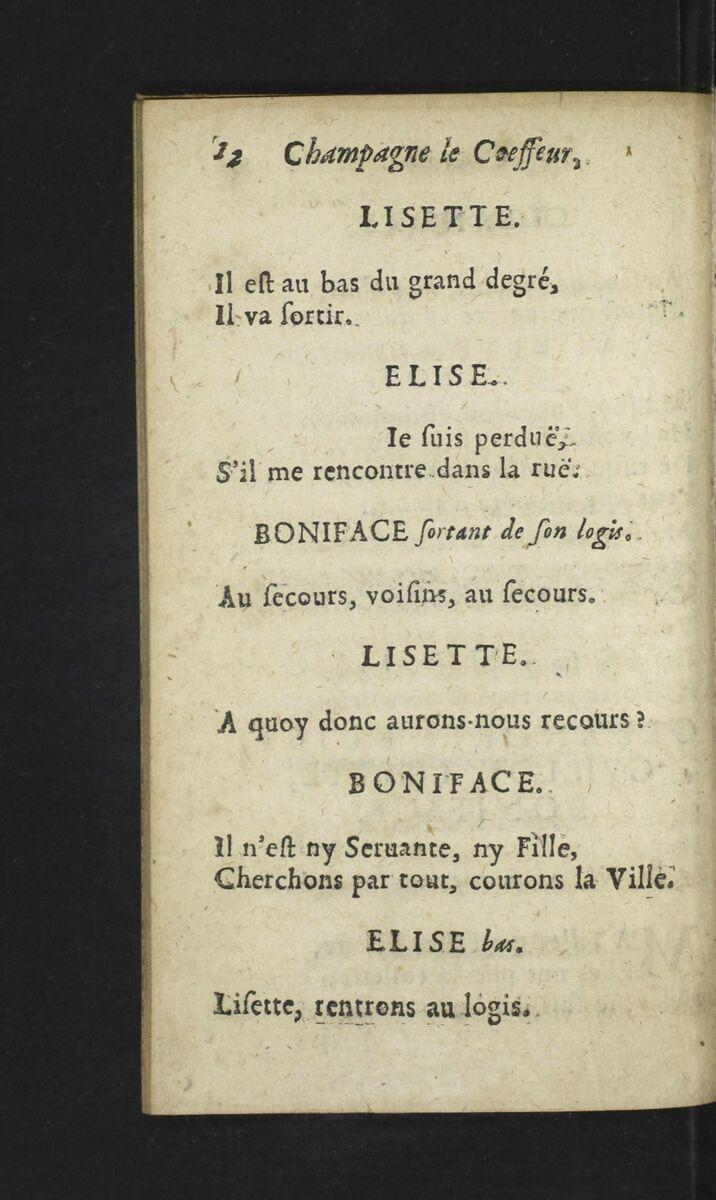 12 Champagne le Coeffeur,
LISETTE.
Il eſt au bas du grand degré,
Il va ſortir.
ELISE.
Ie ſuis perduë,
S'il me rencontre dans la ruë.
BONIFACE ſortant de ſon logis.
Au ſecours, voiſins, au ſecours.
LISETTE.
A quoy donc aurons-nous recours?
BONIFACE.
Il n'eſt ny Seruante, ny Fille,
Cherchons par tout, courons la Ville.
ELISE bas.
Liſette, rentrons au logis.